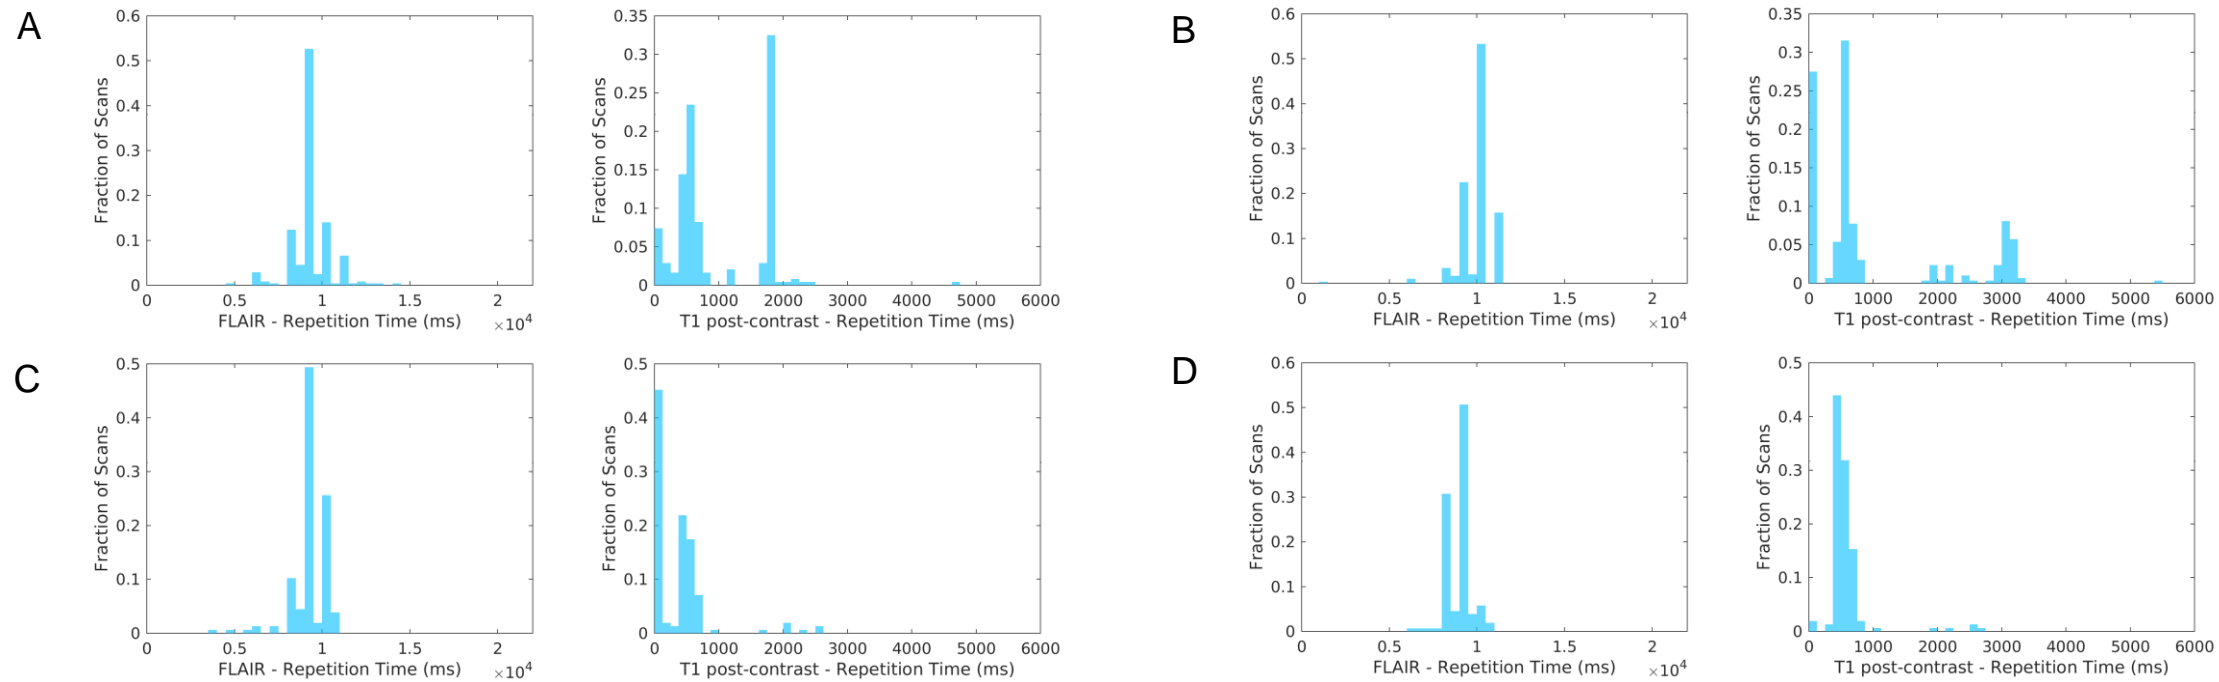 A
0.6
0.5
0.4
0.3
0.2
0.1
0
Fraction of Scans
0 0.5 1 1.5 2
FLAIR - Repetition Time (ms) ×10⁴
0.35
0.3
0.25
0.2
0.15
0.1
0.05
0
Fraction of Scans
0 1000 2000 3000 4000 5000 6000
T1 post-contrast - Repetition Time (ms)
B
0.6
0.5
0.4
0.3
0.2
0.1
0
Fraction of Scans
0 0.5 1 1.5 2
FLAIR - Repetition Time (ms) ×10⁴
0.35
0.3
0.25
0.2
0.15
0.1
0.05
0
Fraction of Scans
0 1000 2000 3000 4000 5000 6000
T1 post-contrast - Repetition Time (ms)
C
0.5
0.4
0.3
0.2
0.1
0
Fraction of Scans
0 0.5 1 1.5 2
FLAIR - Repetition Time (ms) ×10⁴
0.5
0.4
0.3
0.2
0.1
0
Fraction of Scans
0 1000 2000 3000 4000 5000 6000
T1 post-contrast - Repetition Time (ms)
D
0.6
0.5
0.4
0.3
0.2
0.1
0
Fraction of Scans
0 0.5 1 1.5 2
FLAIR - Repetition Time (ms) ×10⁴
0.5
0.4
0.3
0.2
0.1
0
Fraction of Scans
0 1000 2000 3000 4000 5000 6000
T1 post-contrast - Repetition Time (ms)